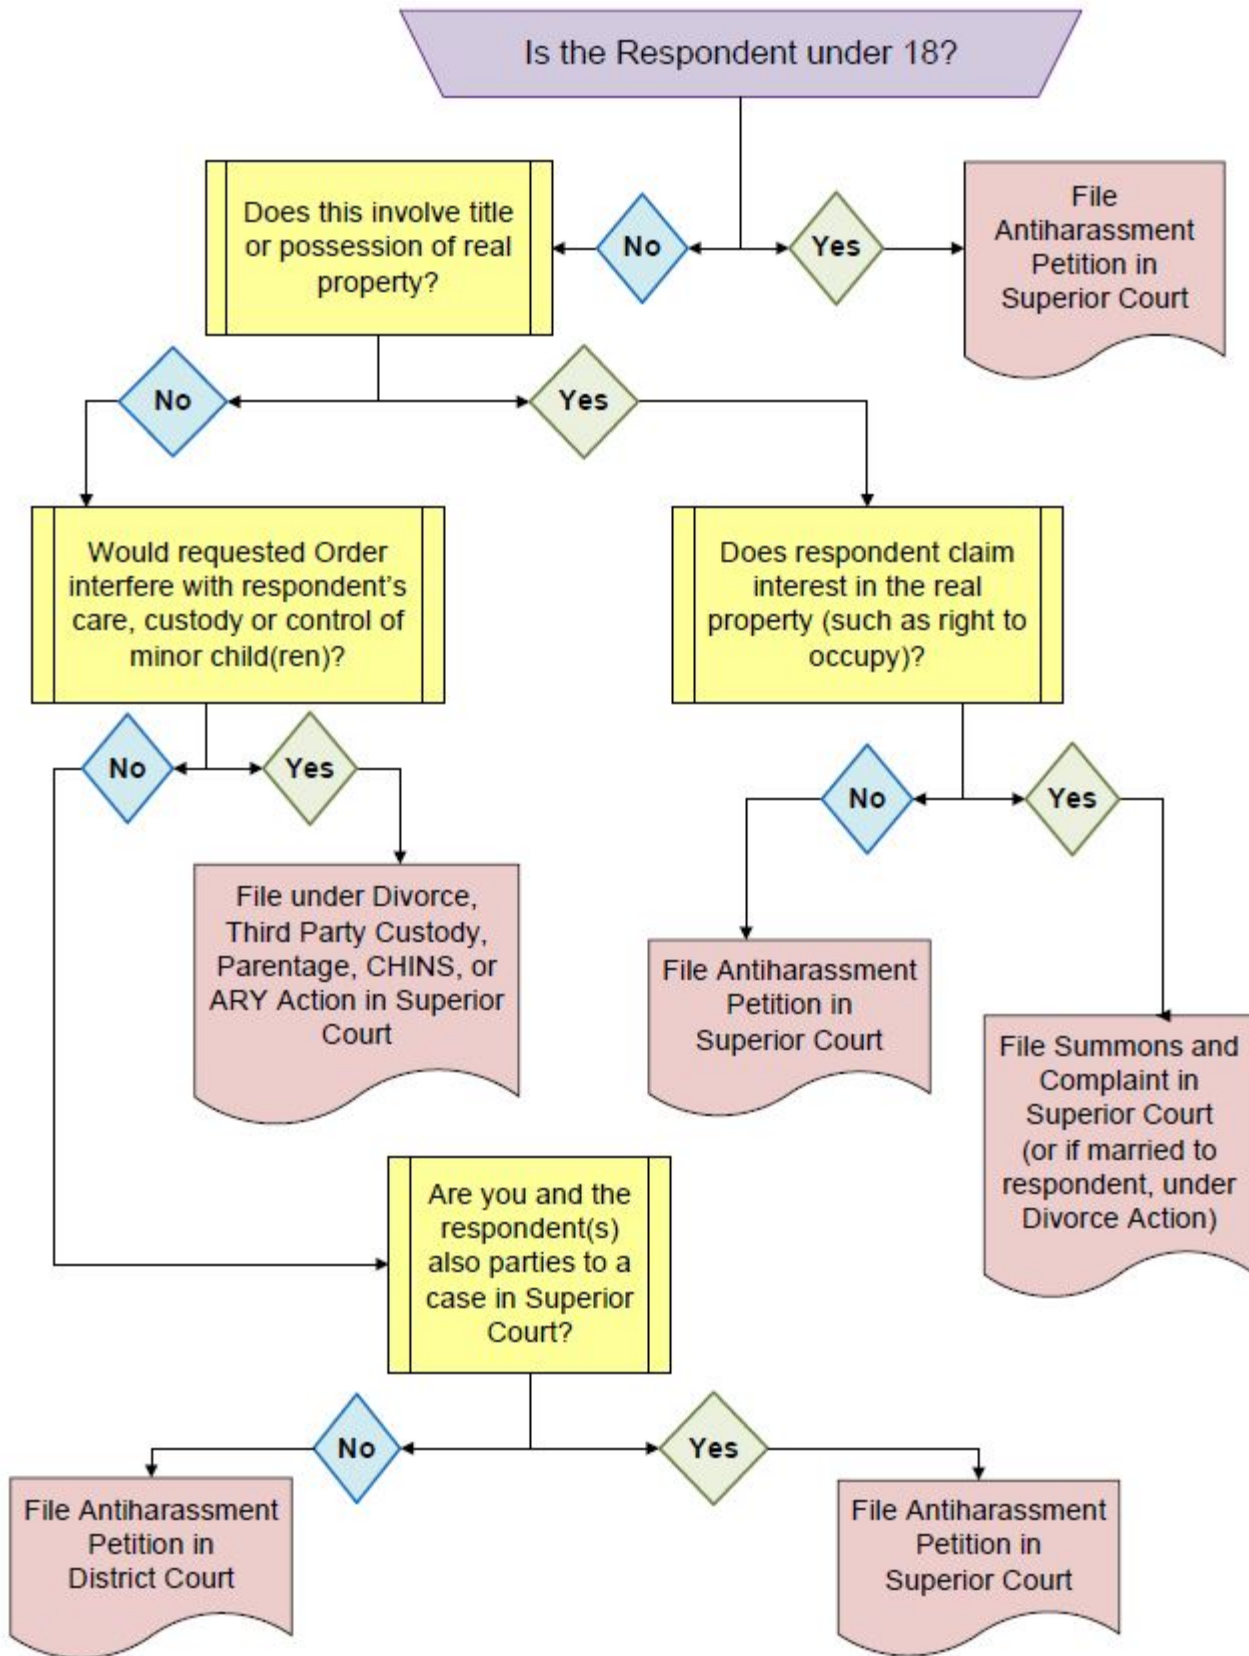 Is the Respondent under 18?
Does this involve title
or possession of real
property?
No
Yes
File
Antiharassment
Petition in
Superior Court
No
Yes
Would requested Order
interfere with respondent's
care, custody or control of
minor child(ren)?
Does respondent claim
interest in the real
property (such as right to
occupy)?
No
Yes
No
Yes
File under Divorce,
Third Party Custody,
Parentage, CHINS, or
ARY Action in Superior
Court
File Antiharassment
Petition in
Superior Court
File Summons and
Complaint in
Superior Court
(or if married to
respondent, under
Divorce Action)
Are you and the
respondent(s)
also parties to a
case in Superior
Court?
No
Yes
File Antiharassment
Petition in
District Court
File Antiharassment
Petition in
Superior Court